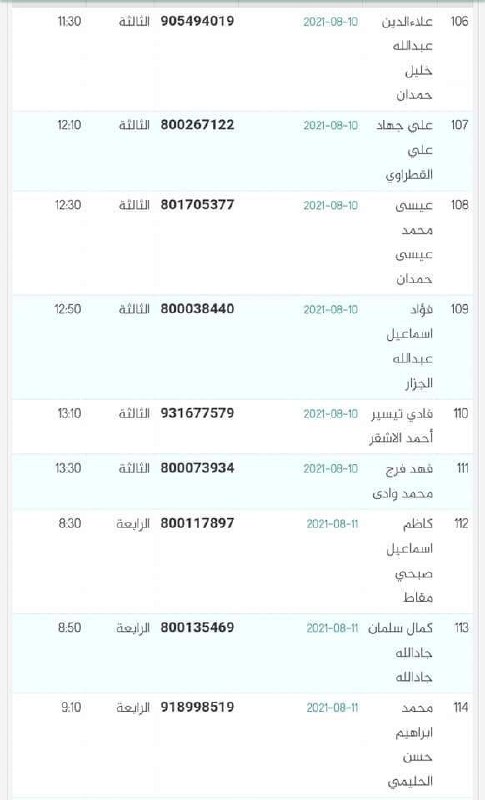 106 علاءالدين 2021-08-10 905494019 الثالثة 11:30
عبدالله
خليل
حمدان
107 علي جهاد 2021-08-10 800267122 الثالثة 12:10
علي
القطراوي
108 عيسى 2021-08-10 801705377 الثالثة 12:30
محمد
عيسى
حمدان
109 فؤاد 2021-08-10 800038440 الثالثة 12:50
اسماعيل
عبدالله
الجزار
110 فادي تيسير 2021-08-10 931677579 الثالثة 13:10
أحمد الاشقر
111 فهد فرج 2021-08-10 800073934 الثالثة 13:30
محمد وادى
112 كاظم 2021-08-11 800117897 الرابعة 8:30
اسماعيل
صبحي
مقاط
113 كمال سلمان 2021-08-11 800135469 الرابعة 8:50
جادالله
جادالله
114 محمد 2021-08-11 918998519 الرابعة 9:10
ابراهيم
حسن
الحليمي